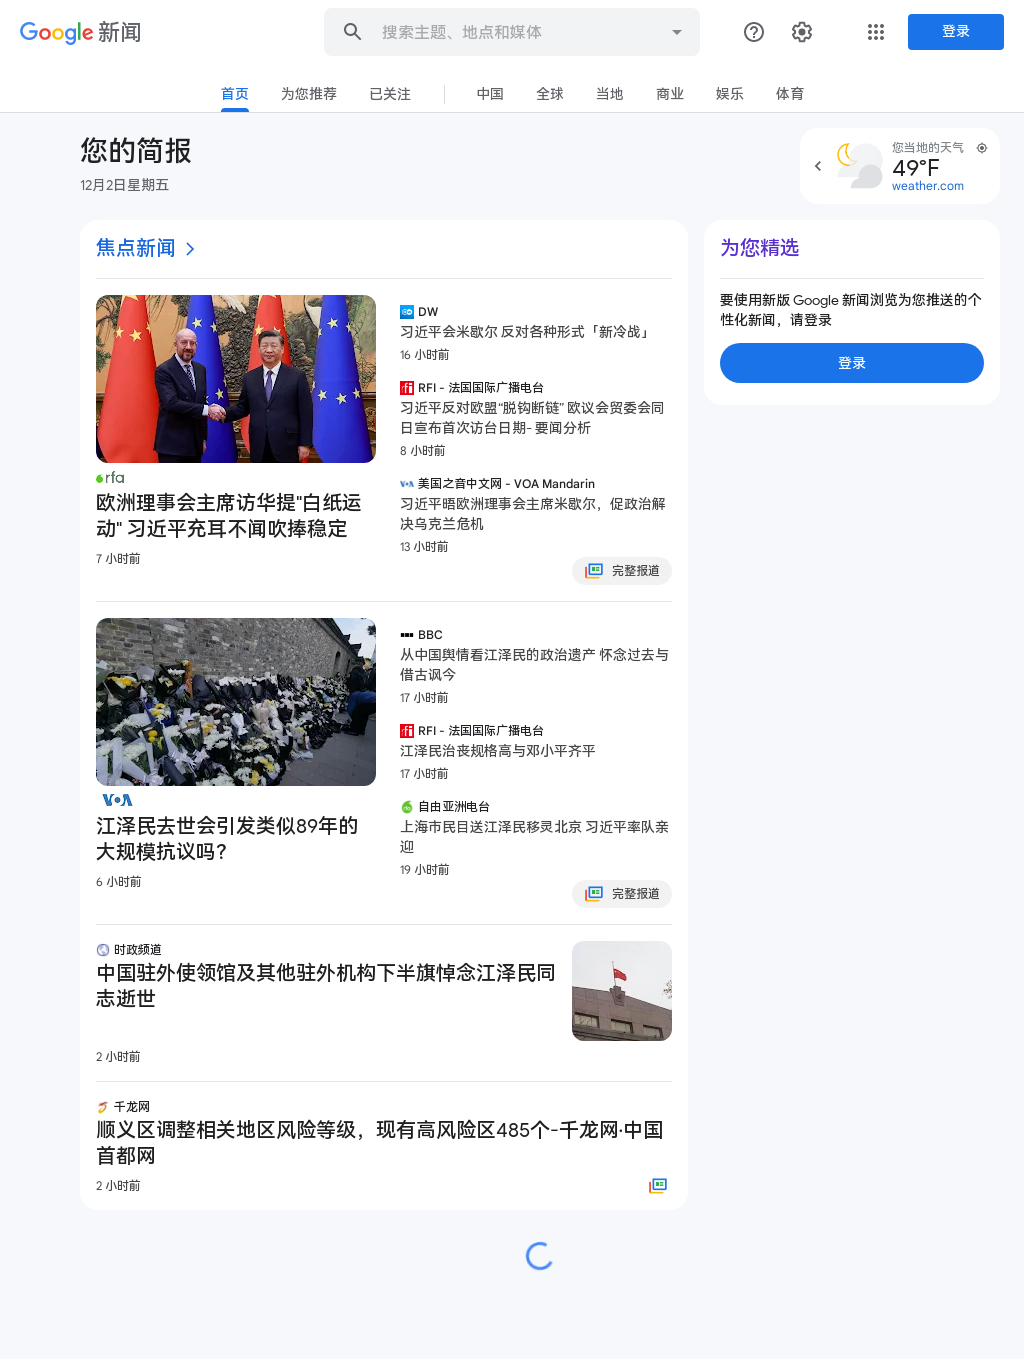 Google 新闻
搜索主题、地点和媒体
登录
首页
为您推荐
已关注
中国
全球
当地
商业
娱乐
体育
您的简报
12月2日星期五
您当地的天气
49°F
weather.com
焦点新闻
rfa
欧洲理事会主席访华提"白纸运
动" 习近平充耳不闻吹捧稳定
7 小时前
DW
习近平会米歇尔 反对各种形式「新冷战」
16 小时前
RFI - 法国国际广播电台
习近平反对欧盟“脱钩断链” 欧议会贸委会同
日宣布首次访台日期- 要闻分析
8 小时前
美国之音中文网 - VOA Mandarin
习近平晤欧洲理事会主席米歇尔，促政治解
决乌克兰危机
13 小时前
完整报道
VOA
江泽民去世会引发类似89年的
大规模抗议吗？
6 小时前
BBC
从中国舆情看江泽民的政治遗产 怀念过去与
借古讽今
17 小时前
RFI - 法国国际广播电台
江泽民治丧规格高与邓小平齐平
17 小时前
自由亚洲电台
上海市民目送江泽民移灵北京 习近平率队亲
迎
19 小时前
完整报道
时政频道
中国驻外使领馆及其他驻外机构下半旗悼念江泽民同
志逝世
2 小时前
千龙网
顺义区调整相关地区风险等级，现有高风险区485个-千龙网·中国
首都网
2 小时前
为您精选
要使用新版 Google 新闻浏览为您推送的个
性化新闻，请登录
登录